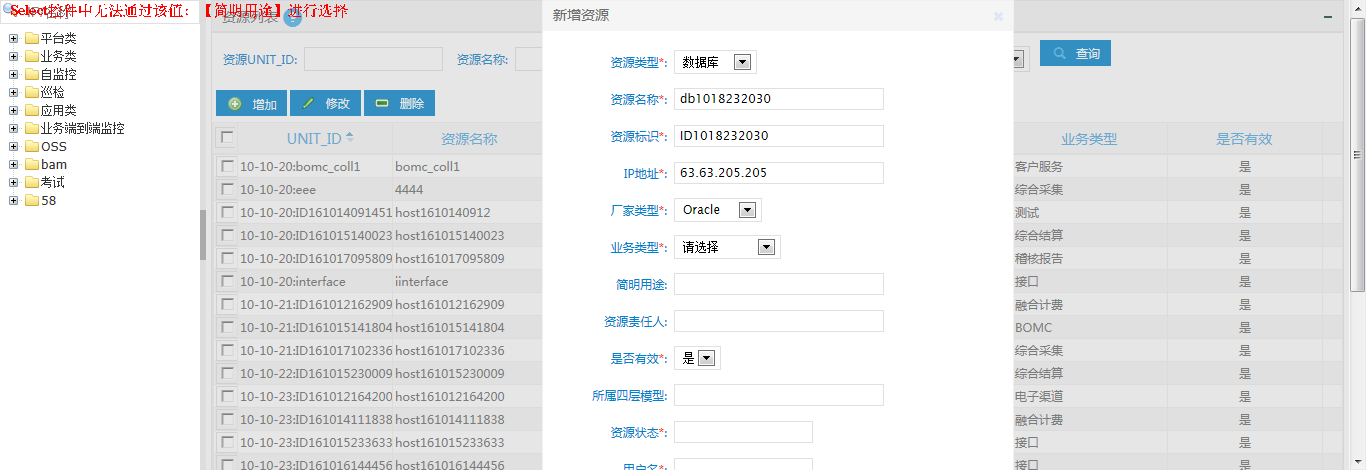 Select控件中无法通过该值：【简明用途】进行选择
资源列表
平台类
业务类
自监控
巡检
应用类
业务端到端监控
OSS
bam
考试
58
资源UNIT_ID:
资源名称:
查询
增加 修改 删除
UNIT_ID 资源名称 业务类型 是否有效
10-10-20:bomc_coll1 bomc_coll1 客户服务 是
10-10-20:eee 4444 综合采集 是
10-10-20:ID161014091451 host1610140912 测试 是
10-10-20:ID161015140023 host161015140023 综合结算 是
10-10-20:ID161017095809 host161017095809 稽核报告 是
10-10-20:interface iinterface 接口 是
10-10-21:ID161012162909 host161012162909 融合计费 是
10-10-21:ID161015141804 host161015141804 BOMC 是
10-10-21:ID161017102336 host161017102336 综合采集 是
10-10-22:ID161015230009 host161015230009 综合结算 是
10-10-23:ID161012164200 host161012164200 电子渠道 是
10-10-23:ID161014111838 host161014111838 融合计费 是
10-10-23:ID161015233633 host161015233633 接口 是
10-10-23:ID161016144456 host161016144456 接口 是
新增资源
资源类型*: 数据库
资源名称*: db1018232030
资源标识*: ID1018232030
IP地址*: 63.63.205.205
厂家类型*: Oracle
业务类型*: 请选择
简明用途:
资源责任人:
是否有效*: 是
所属四层模型:
资源状态*:
用户名*: